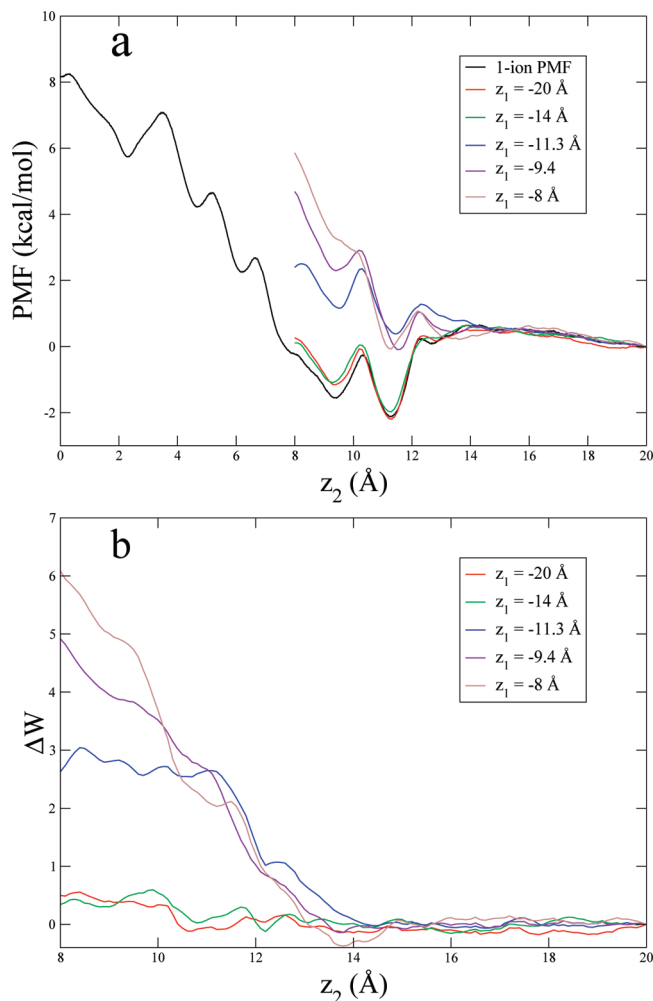 a
10
8
6
4
2
0
-2
PMF (kcal/mol)
1-ion PMF
z1 = -20 Å
z1 = -14 Å
z1 = -11.3 Å
z1 = -9.4
z1 = -8 Å
0 2 4 6 8 10 12 14 16 18 20
z2 (Å)
b
7
6
5
4
3
2
1
0
ΔW
z1 = -20 Å
z1 = -14 Å
z1 = -11.3 Å
z1 = -9.4 Å
z1 = -8 Å
8 10 12 14 16 18 20
z2 (Å)